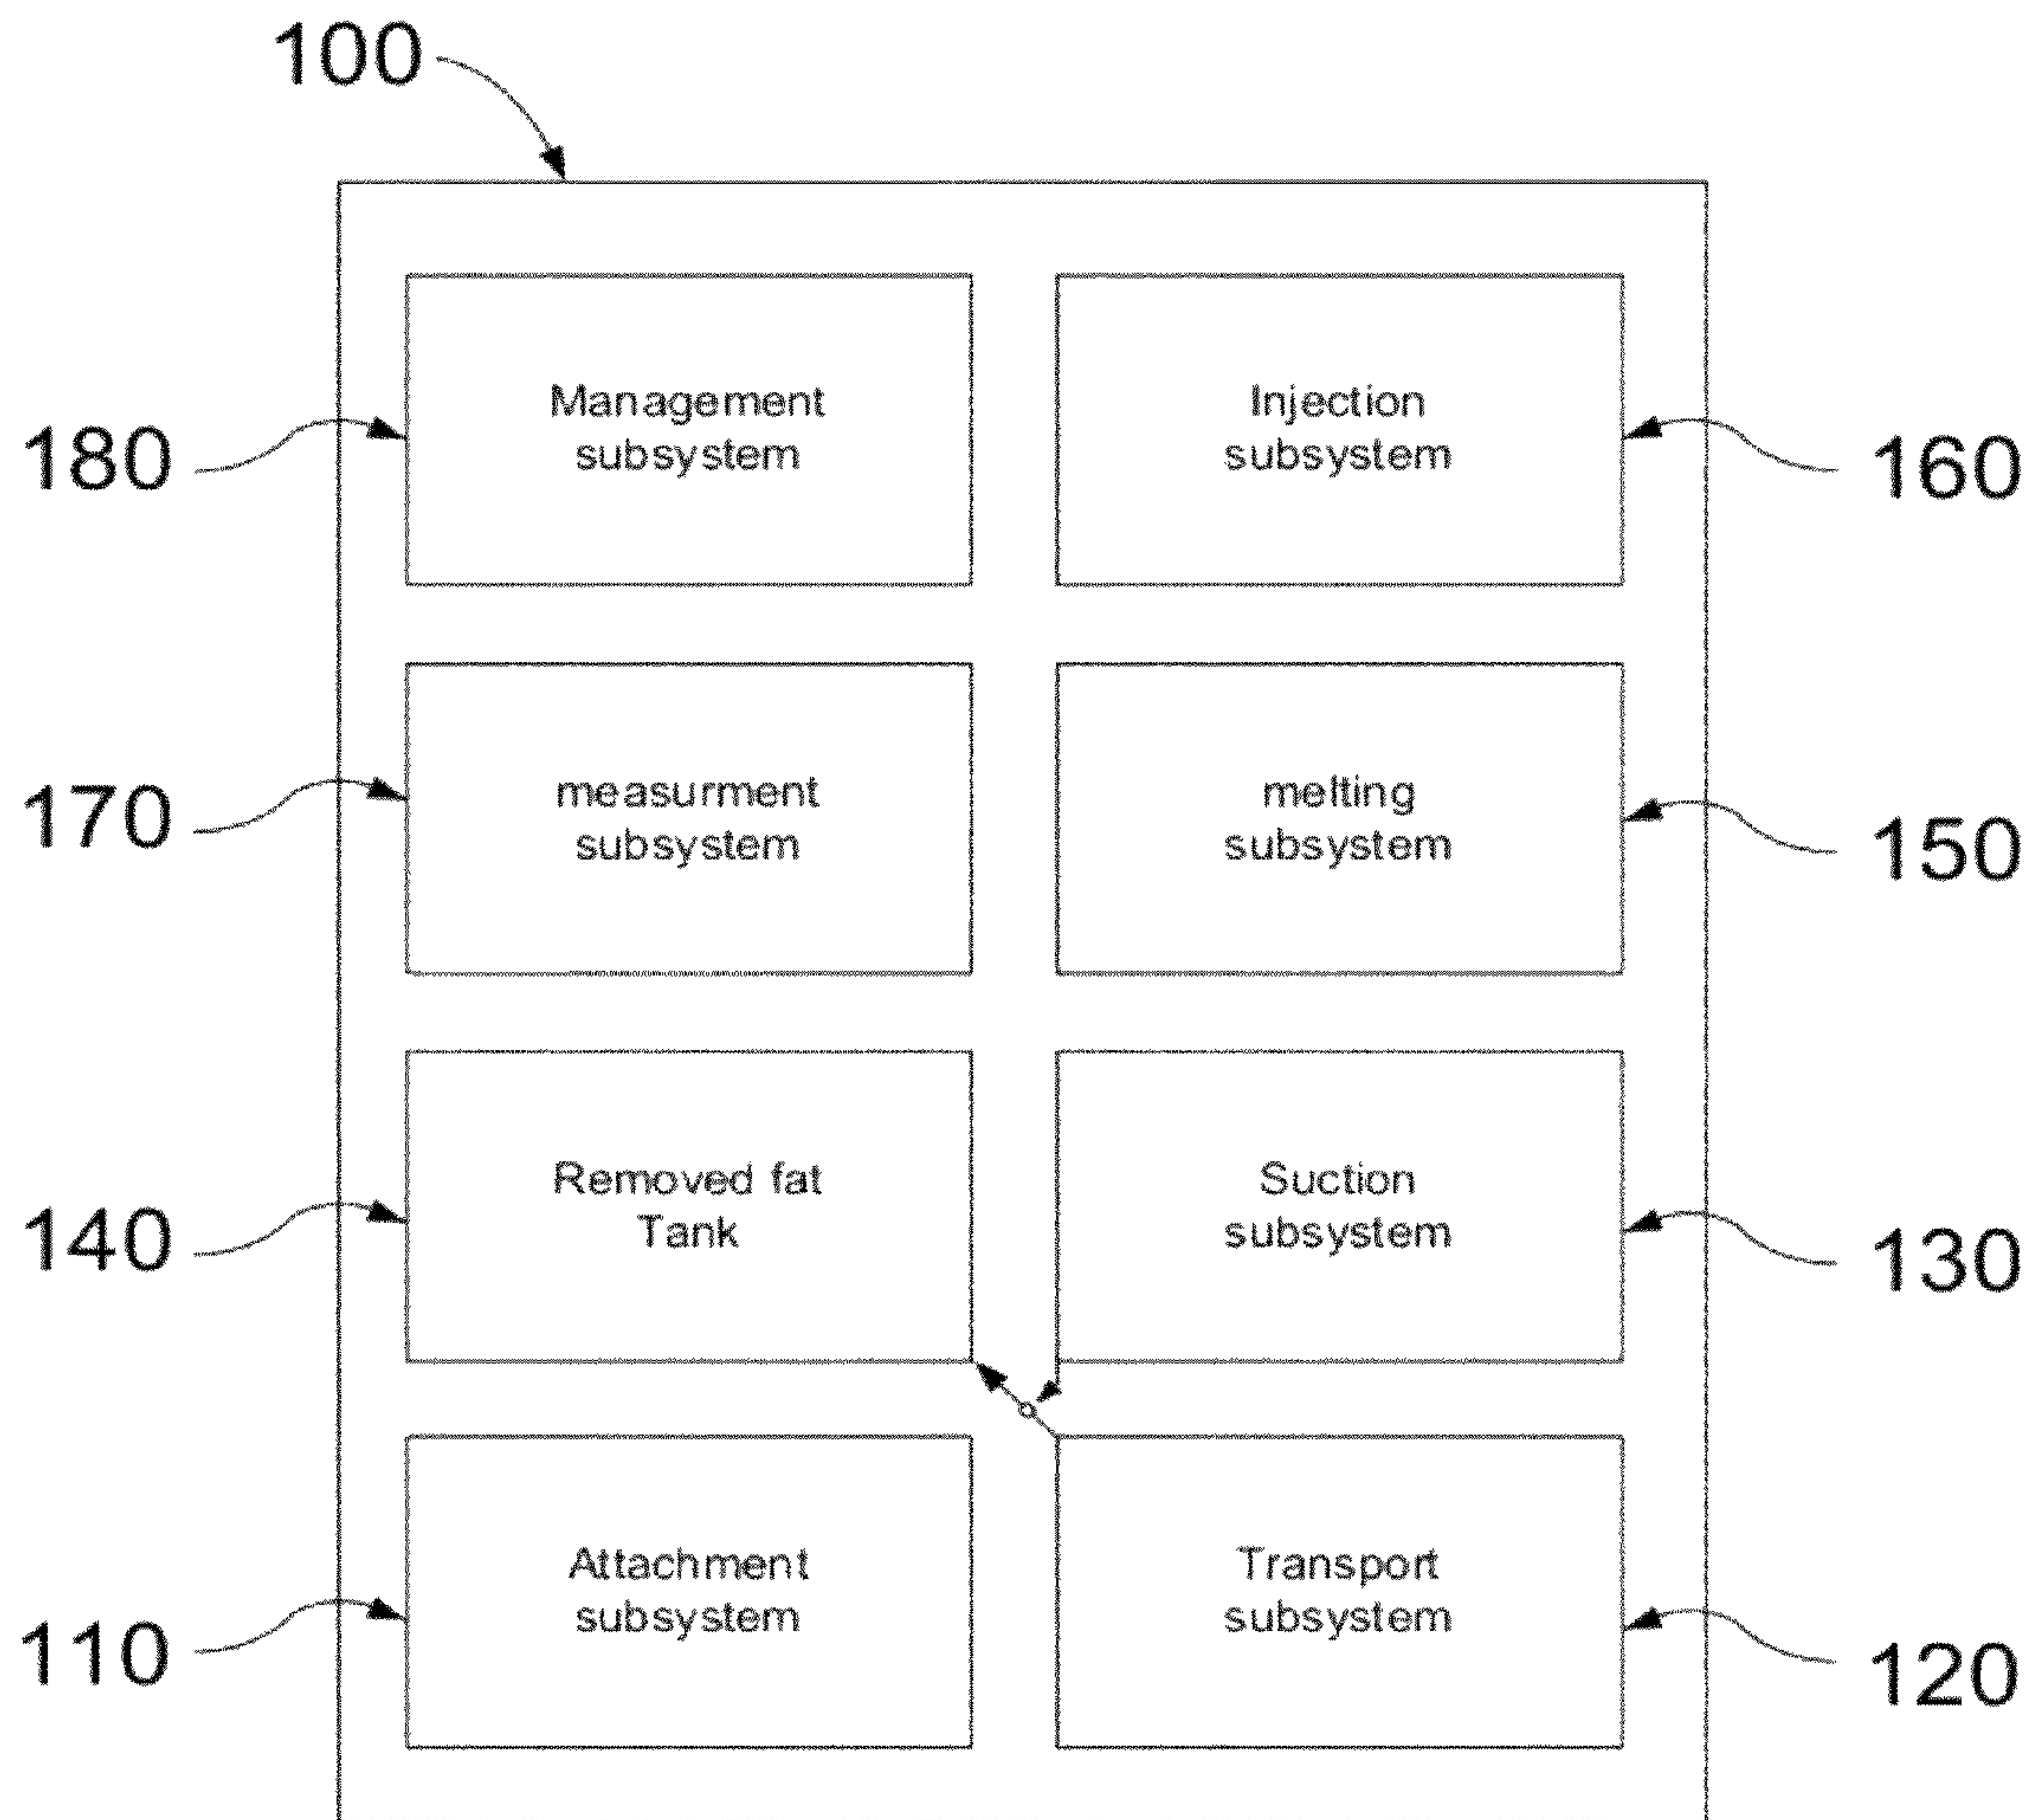 100
Management
subsystem
Injection
subsystem
180
160
measurment
subsystem
melting
subsystem
170
150
Removed fat
Tank
Suction
subsystem
140
130
Attachment
subsystem
Transport
subsystem
110
120